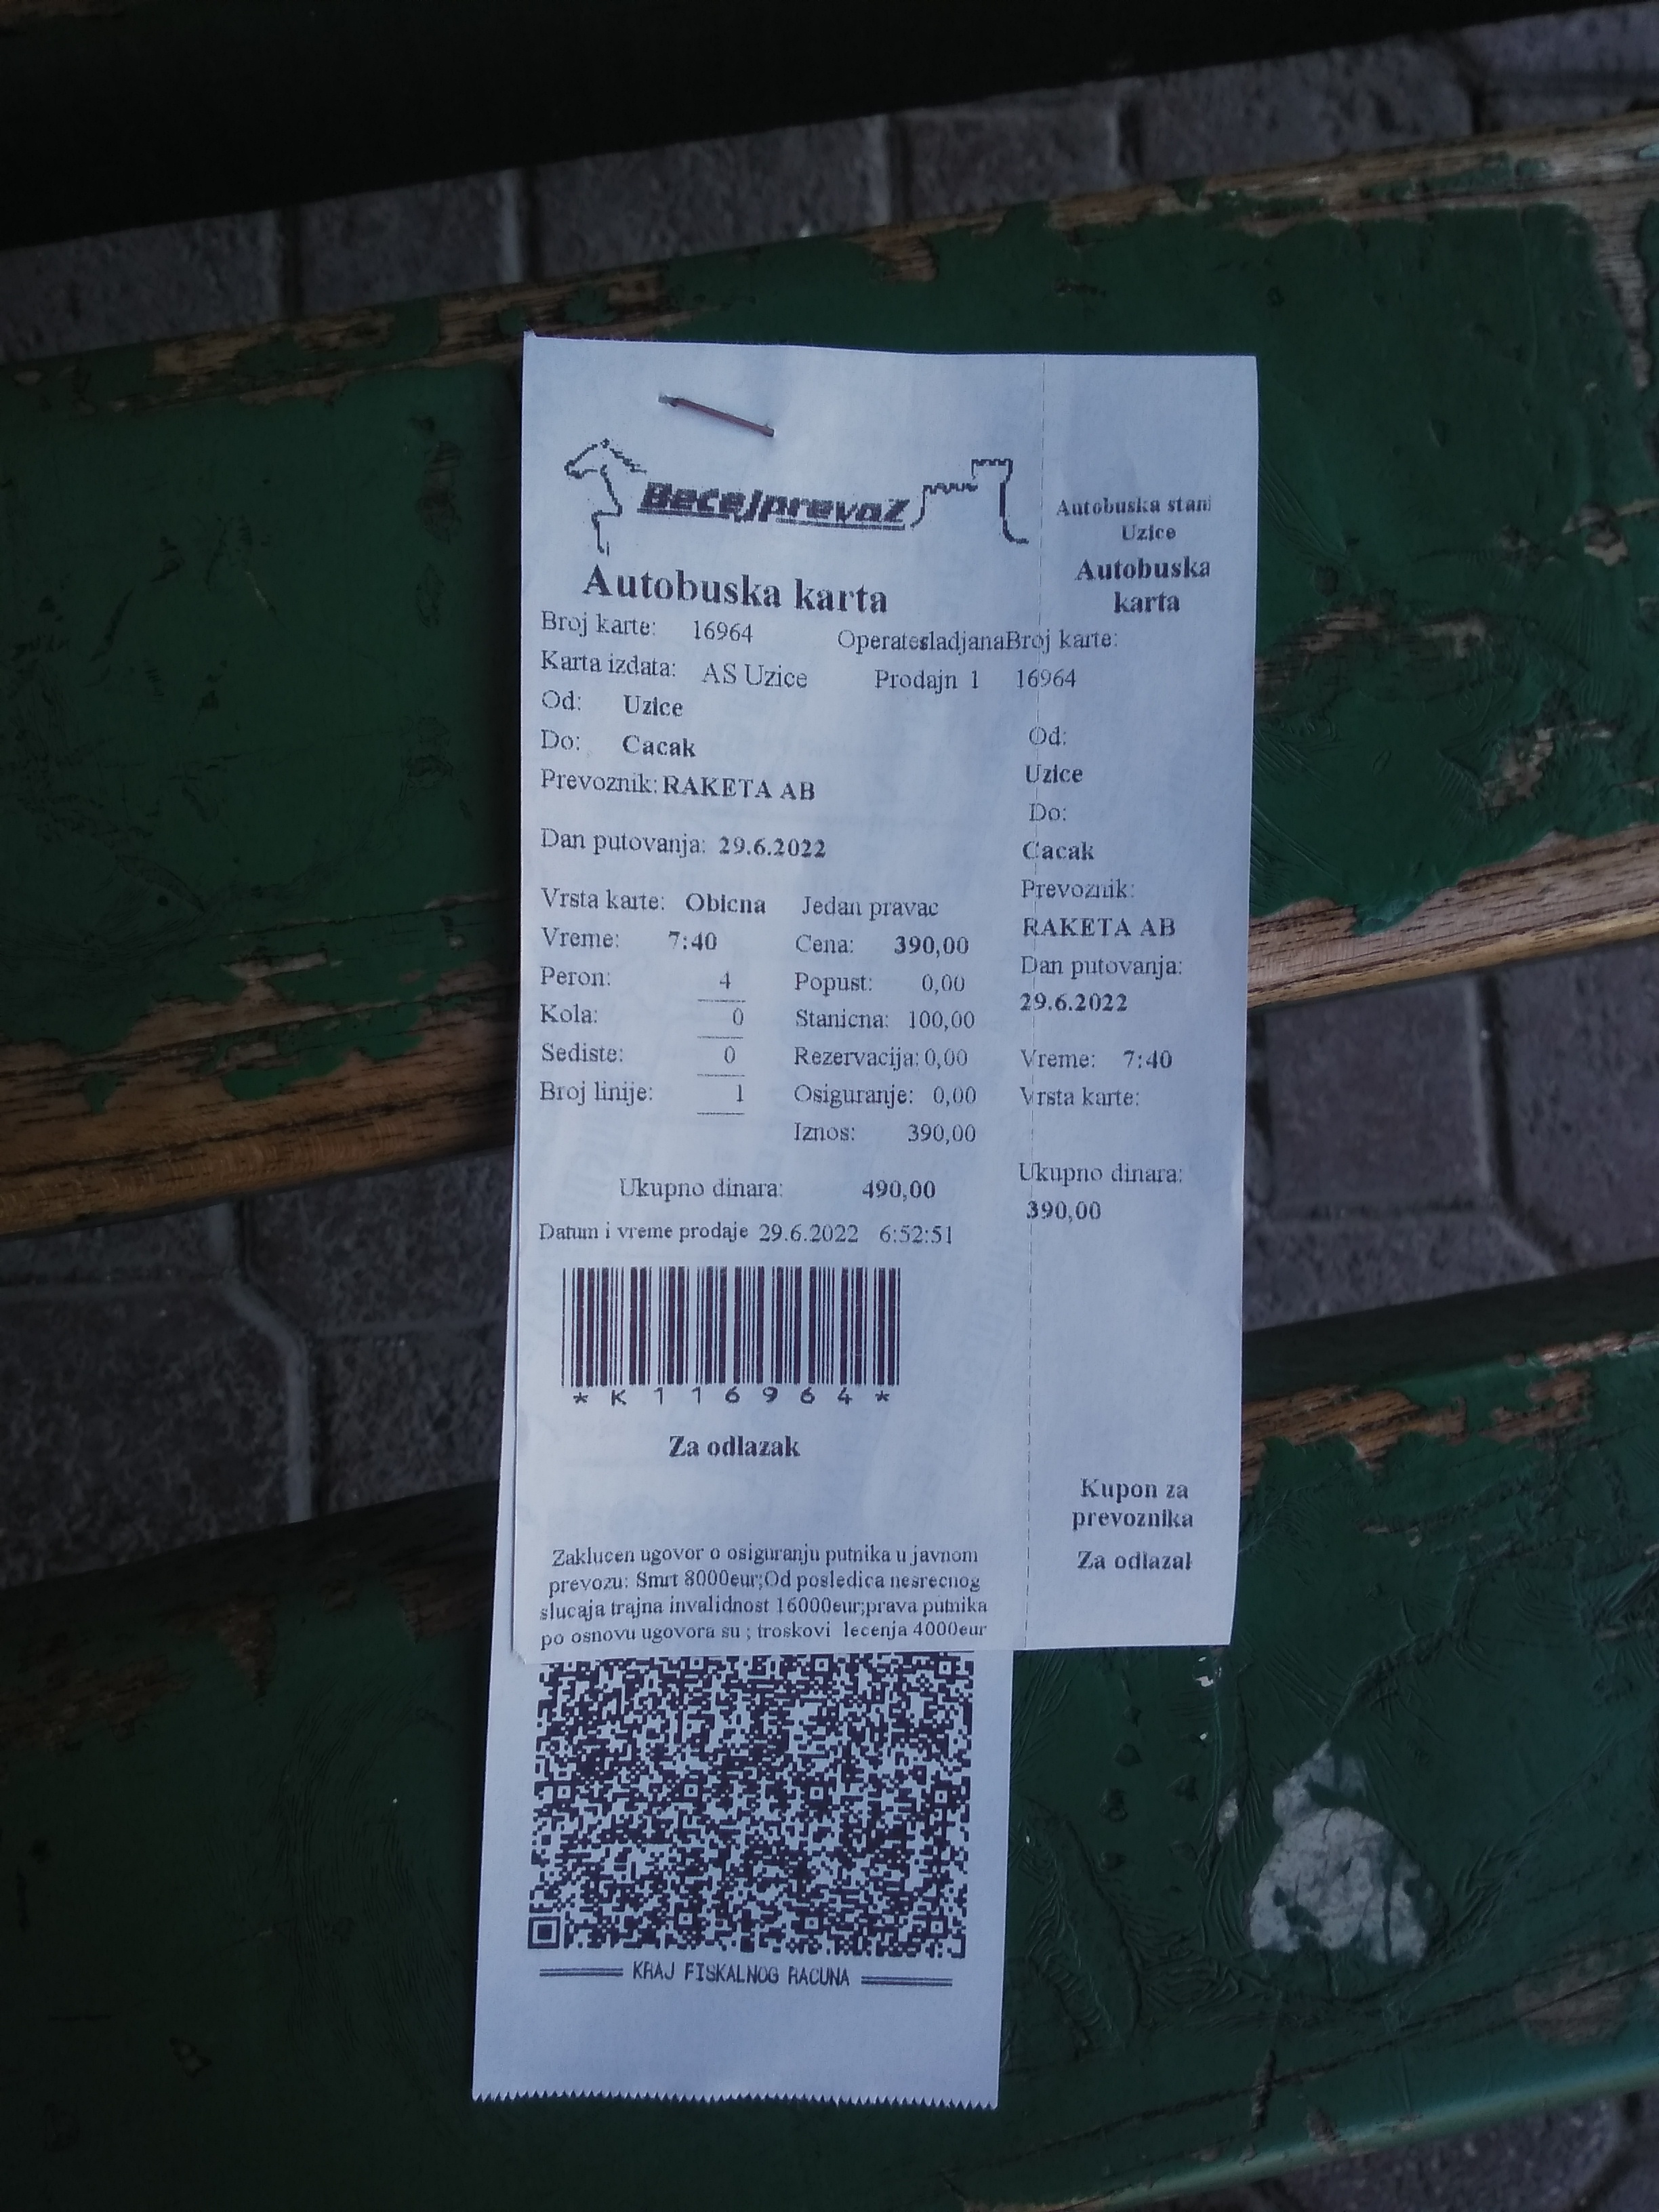 Bečejprevoz
Autobuska karta
Broj karte: 16964 Operatesladjana
Karta izdata: AS Uzice Prodajn 1
Od: Uzice
Do: Cacak
Prevoznik: RAKETA AB
Dan putovanja: 29.6.2022
Vrsta karte: Obicna Jedan pravac
Vreme: 7:40 Cena: 390,00
Peron: 4 Popust: 0,00
Kola: 0 Stanicna: 100,00
Sediste: 0 Rezervacija: 0,00
Broj linije: 1 Osiguranje: 0,00
Iznos: 390,00
Ukupno dinara: 490,00
Datum i vreme prodaje 29.6.2022 6:52:51
*K116964*
Za odlazak
Zaklucen ugovor o osiguranju putnika u javnom
prevozu: Smrt 8000eur;Od posledica nesrecnog
slucaja trajna invalidnost 16000eur;prava putnika
po osnovu ugovora su ; troskovi lecenja 4000eur
Autobuska stani
Uzice
Autobuska
karta
Broj karte:
16964
Od:
Uzice
Do:
Cacak
Prevoznik:
RAKETA AB
Dan putovanja:
29.6.2022
Vreme: 7:40
Vrsta karte:
Ukupno dinara:
390,00
Kupon za
prevoznika
Za odlazal
KRAJ FISKALNOG RACUNA